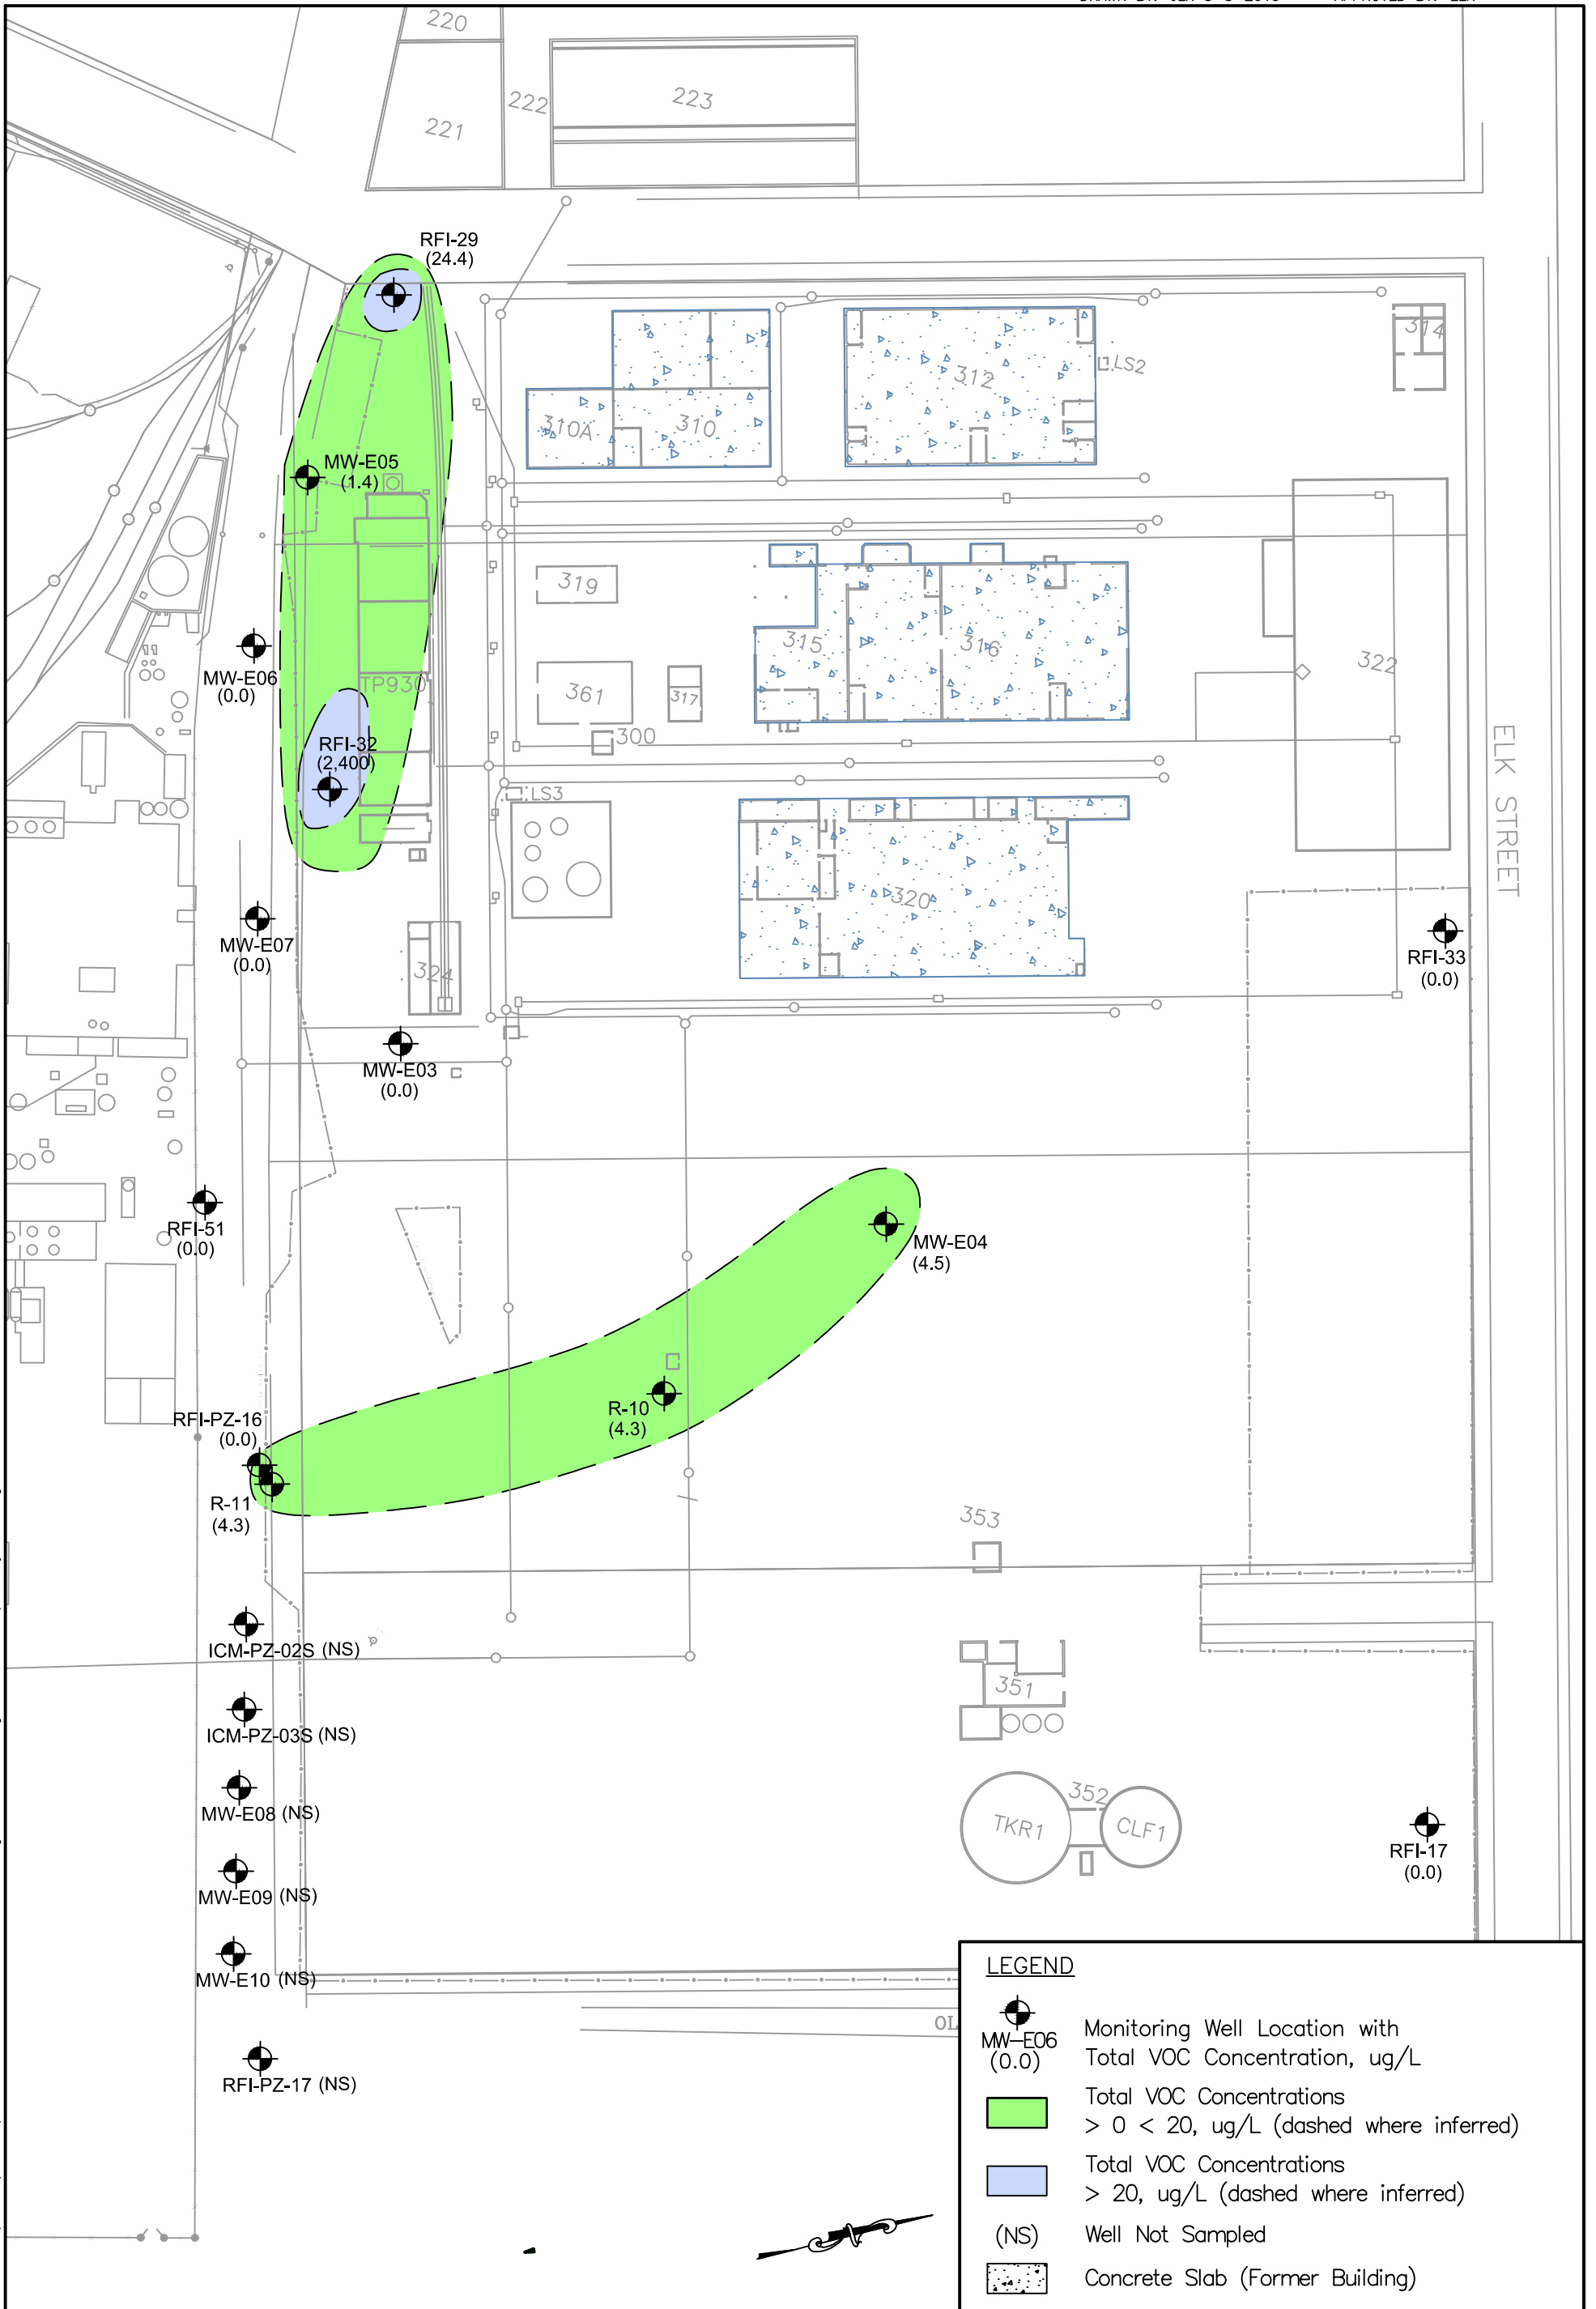 220
222
223
221
RFI-29
(24.4)
314
LS2
312
310A
310
MW-E05
(1.4)
319
315
316
322
MW-E06
(0.0)
TP930
361
317
300
RFI-32
(2,400)
ELK STREET
LS3
320
MW-E07
(0.0)
324
RFI-33
(0.0)
MW-E03
(0.0)
RFI-51
(0.0)
MW-E04
(4.5)
R-10
(4.3)
RFI-PZ-16
(0.0)
R-11
(4.3)
353
ICM-PZ-02S (NS)
351
ICM-PZ-03S (NS)
352
MW-E08 (NS)
TKR1
CLF1
RFI-17
(0.0)
MW-E09 (NS)
MW-E10 (NS)
OL
RFI-PZ-17 (NS)
LEGEND
MW-E06
(0.0)
Monitoring Well Location with
Total VOC Concentration, ug/L
Total VOC Concentrations
> 0 < 20, ug/L (dashed where inferred)
Total VOC Concentrations
> 20, ug/L (dashed where inferred)
(NS)
Well Not Sampled
Concrete Slab (Former Building)
N